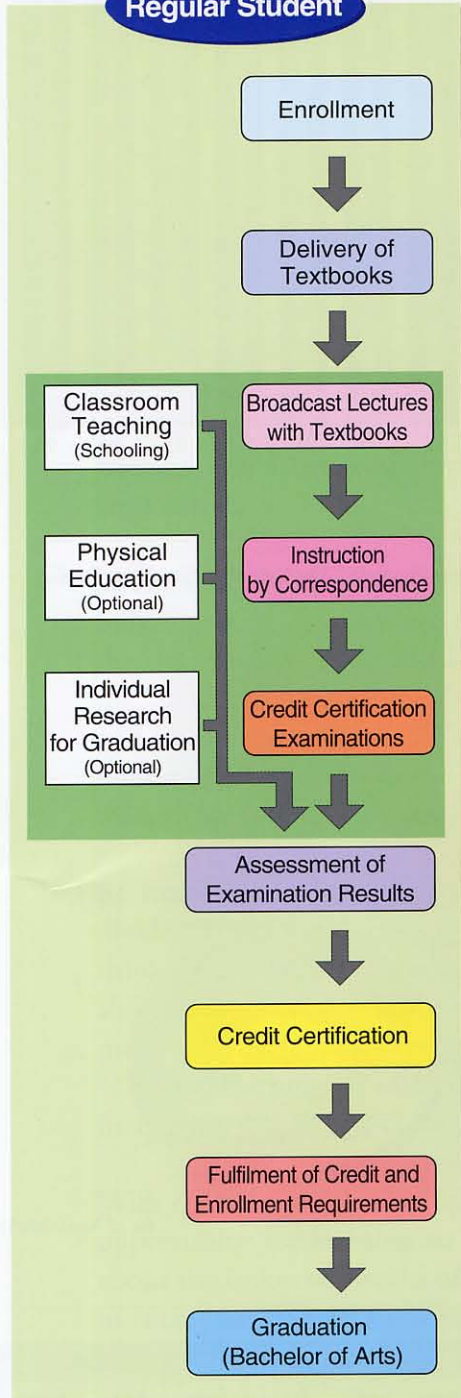 Regular Student
Enrollment
Delivery of
Textbooks
Classroom
Teaching
(Schooling)
Broadcast Lectures
with Textbooks
Physical
Education
(Optional)
Instruction
by Correspondence
Individual
Research
for Graduation
(Optional)
Credit Certification
Examinations
Assessment of
Examination Results
Credit Certification
Fulfilment of Credit and
Enrollment Requirements
Graduation
(Bachelor of Arts)